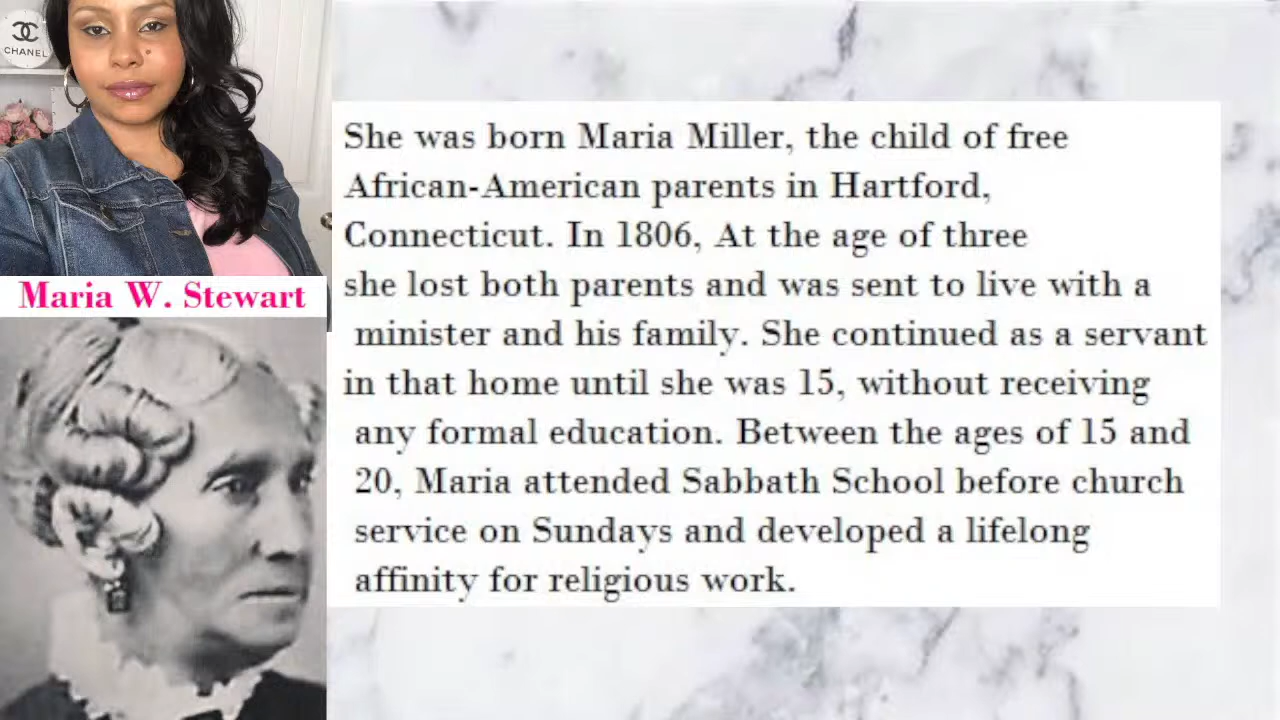 CHANEL
Maria W. Stewart
She was born Maria Miller, the child of free
African-American parents in Hartford,
Connecticut. In 1806, At the age of three
she lost both parents and was sent to live with a
minister and his family. She continued as a servant
in that home until she was 15, without receiving
any formal education. Between the ages of 15 and
20, Maria attended Sabbath School before church
service on Sundays and developed a lifelong
affinity for religious work.